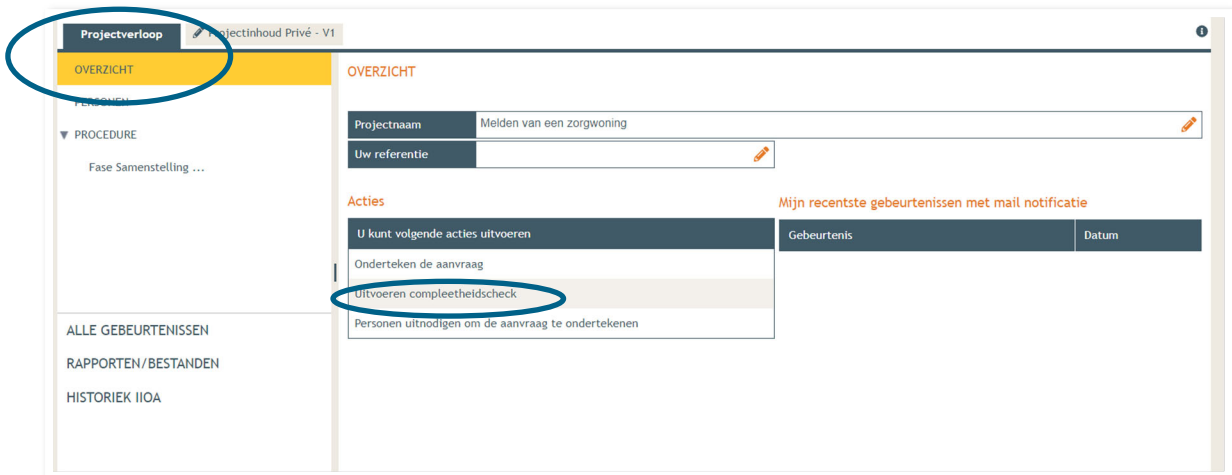 Projectverloop
Projectinhoud Privé - V1
OVERZICHT
PERSONEN
PROCEDURE
Fase Samenstelling ...
ALLE GEBEURTENISSEN
RAPPORTEN/BESTANDEN
HISTORIEK IIOA
OVERZICHT
Projectnaam Melden van een zorgwoning
Uw referentie
Acties
U kunt volgende acties uitvoeren
Onderteken de aanvraag
Uitvoeren compleetheidscheck
Personen uitnodigen om de aanvraag te ondertekenen
Mijn recentste gebeurtenissen met mail notificatie
Gebeurtenis Datum